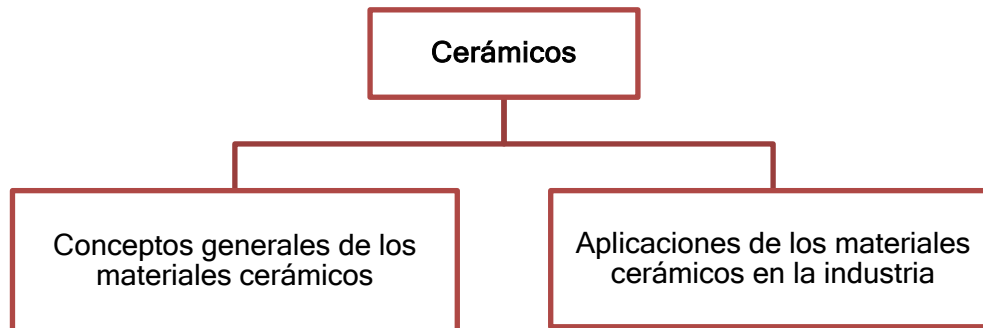 Cerámicos
Conceptos generales de los
materiales cerámicos
Aplicaciones de los materiales
cerámicos en la industria